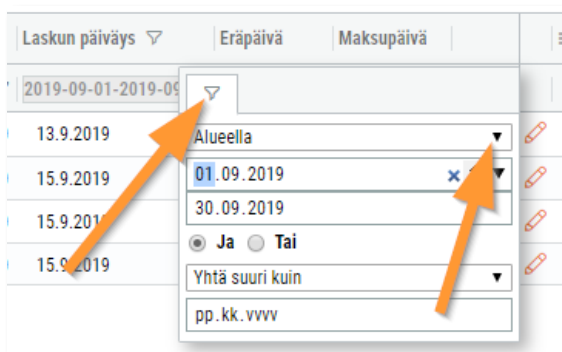 Laskun päiväys Eräpäivä Maksupäivä
2019-09-01-2019-09
13.9.2019
Alueella
15.9.2019
01.09.2019
30.09.2019
15.9.2019
Ja Tai
15.9.2019
Yhtä suuri kuin
pp.kk.vvvv